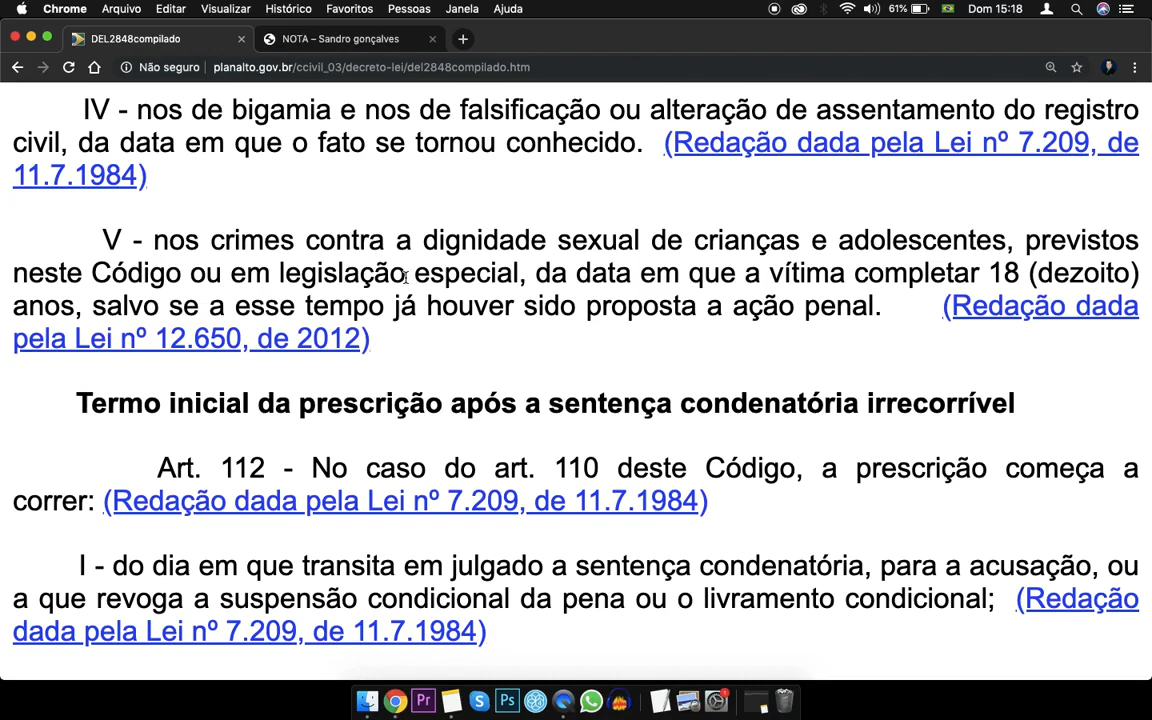 Chrome Arquivo Editar Visualizar Histórico Favoritos Pessoas Janela Ajuda 61% Dom 15:18
DEL2848compilado NOTA – Sandro gonçalves
Não seguro planalto.gov.br/ccivil_03/decreto-lei/del2848compilado.htm
IV - nos de bigamia e nos de falsificação ou alteração de assentamento do registro
civil, da data em que o fato se tornou conhecido. (Redação dada pela Lei nº 7.209, de
11.7.1984)
V - nos crimes contra a dignidade sexual de crianças e adolescentes, previstos
neste Código ou em legislação especial, da data em que a vítima completar 18 (dezoito)
anos, salvo se a esse tempo já houver sido proposta a ação penal. (Redação dada
pela Lei nº 12.650, de 2012)
Termo inicial da prescrição após a sentença condenatória irrecorrível
Art. 112 - No caso do art. 110 deste Código, a prescrição começa a
correr: (Redação dada pela Lei nº 7.209, de 11.7.1984)
I - do dia em que transita em julgado a sentença condenatória, para a acusação, ou
a que revoga a suspensão condicional da pena ou o livramento condicional; (Redação
dada pela Lei nº 7.209, de 11.7.1984)
Pr Ps